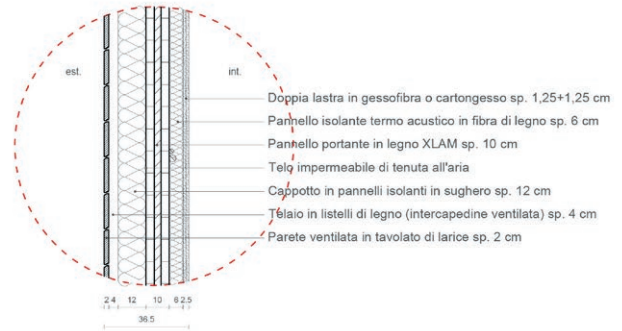 est.
int.
Doppia lastra in gessofibra o cartongesso sp. 1,25+1,25 cm
Pannello isolante termo acustico in fibra di legno sp. 6 cm
Pannello portante in legno XLAM sp. 10 cm
Telo impermeabile di tenuta all'aria
Cappotto in pannelli isolanti in sughero sp. 12 cm
Telaio in listelli di legno (intercapedine ventilata) sp. 4 cm
Parete ventilata in tavolato di larice sp. 2 cm
2 4 12 10 6 2.5
36.5